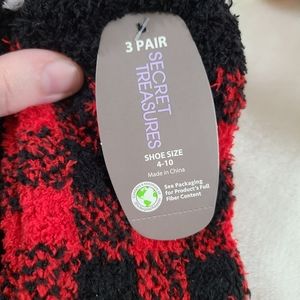 3 PAIR
SECRET
TREASURES
SHOE SIZE
4-10
Made in China
See Packaging
for Product's Full
Fiber Content